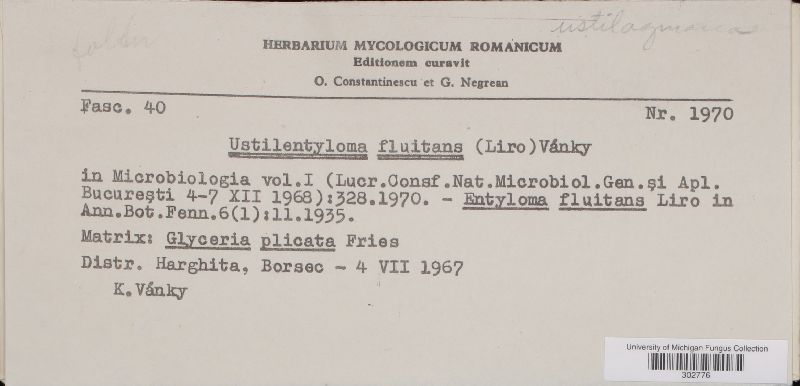 ustilaginaceae
HERBARIUM MYCOLOGICUM ROMANICUM
Editionem curavit
O. Constantinescu et G. Negrean
Fasc. 40
Nr. 1970
Ustilentyloma fluitans (Liro)Vánky
in Microbiologia vol.I (Lucr.Consf.Nat.Microbiol.Gen.şi Apl.
Bucureşti 4-7 XII 1968):328.1970. - Entyloma fluitans Liro in
Ann.Bot.Fenn.6(1):11.1935.
Matrix: Glyceria plicata Fries
Distr. Harghita, Borsec - 4 VII 1967
K.Vánky
University of Michigan Fungus Collection
302776